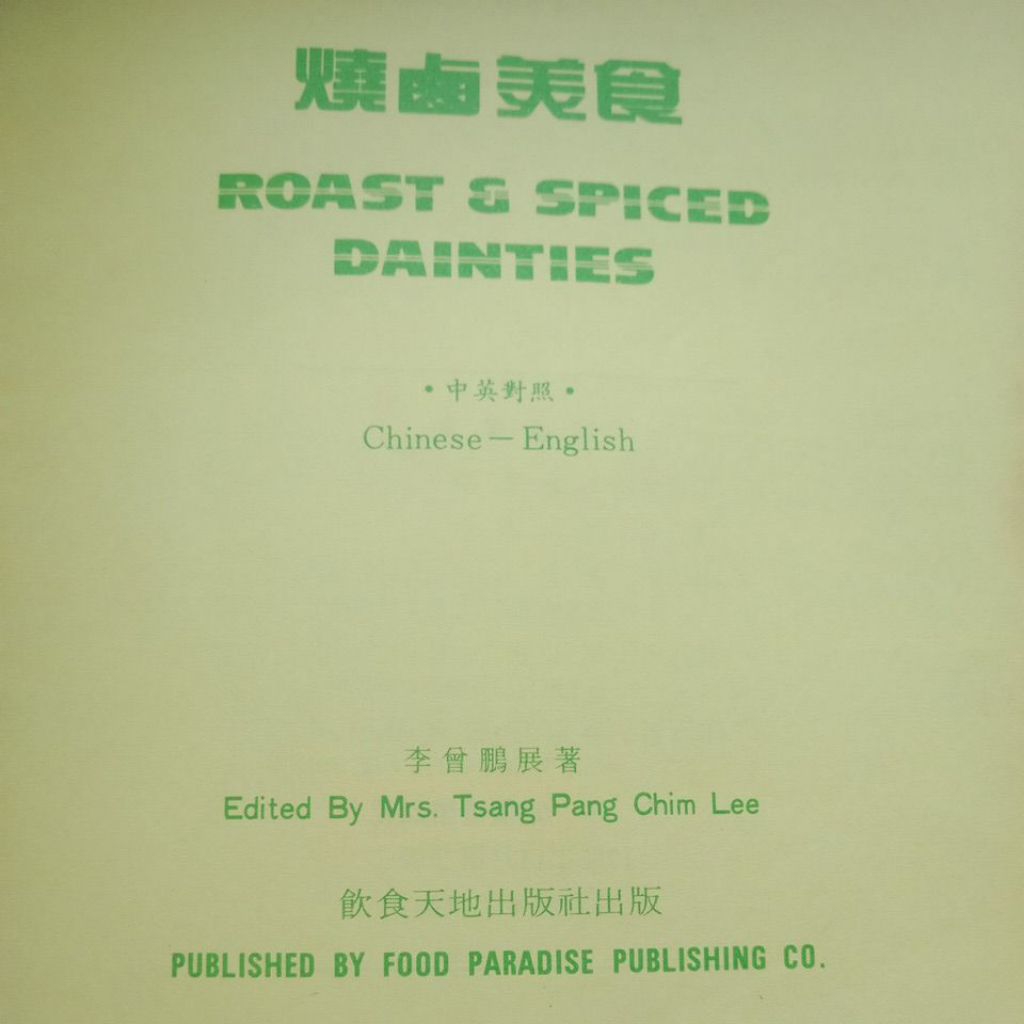 燒鹵美食
ROAST & SPICED
DAINTIES
•中英對照•
Chinese — English
李曾鵬展著
Edited By Mrs. Tsang Pang Chim Lee
飲食天地出版社出版
PUBLISHED BY FOOD PARADISE PUBLISHING CO.